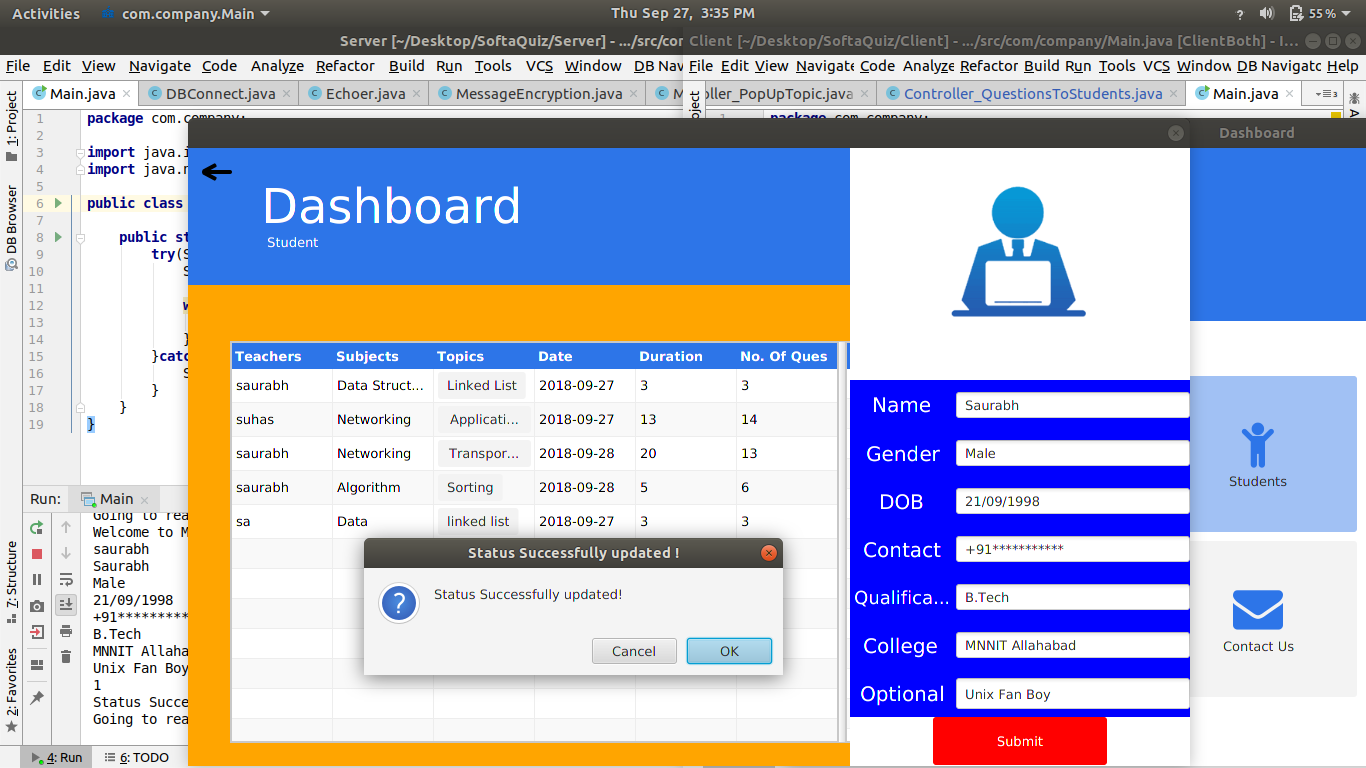 Activities com.company.Main Thu Sep 27, 3:35 PM ? 55 %
Server [~/Desktop/SoftaQuiz/Server] - .../src/com/ Client [~/Desktop/SoftaQuiz/Client] - .../src/com/company/Main.java [ClientBoth] - I...
File Edit View Navigate Code Analyze Refactor Build Run Tools VCS Window DB Nav File Edit View Navigate Code Analyze Refactor Build Run Tools VCS Window DB Navigatc Help
Main.java DBConnect.java Echoer.java MessageEncryption.java M oller_PopUpTopic.java Controller_QuestionsToStudents.java Main.java
1: Project
DB Browser
7: Structure
2: Favorites
1 package com.company;
2
3 import java.i
4 import java.n
5
6 public class
7
8 public st
9 try(S
10 S
11
12 w
13
14 }
15 }catc
16 S
17 }
18 }
19 }
Run: Main
Going to rea
Welcome to M
saurabh
Saurabh
Male
21/09/1998
+91*********
B.Tech
MNNIT Allaha
Unix Fan Boy
1
Status Succe
Going to rea
4: Run 6: TODO
Dashboard
Dashboard
Student
Teachers Subjects Topics Date Duration No. Of Ques
saurabh Data Struct... Linked List 2018-09-27 3 3
suhas Networking Applicati... 2018-09-27 13 14
saurabh Networking Transpor... 2018-09-28 20 13
saurabh Algorithm Sorting 2018-09-28 5 6
sa Data linked list 2018-09-27 3 3
Status Successfully updated !
Status Successfully updated!
Cancel OK
Name Saurabh
Gender Male
DOB 21/09/1998
Contact +91***********
Qualifica... B.Tech
College MNNIT Allahabad
Optional Unix Fan Boy
Submit
Students
Contact Us